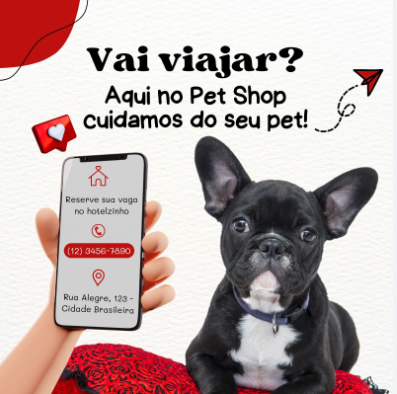 Vai viajar?
Aqui no Pet Shop
cuidamos do seu pet!
Reserve sua vaga
no hotelzinho
(12) 3456-7890
Rua Alegre, 123 -
Cidade Brasileira